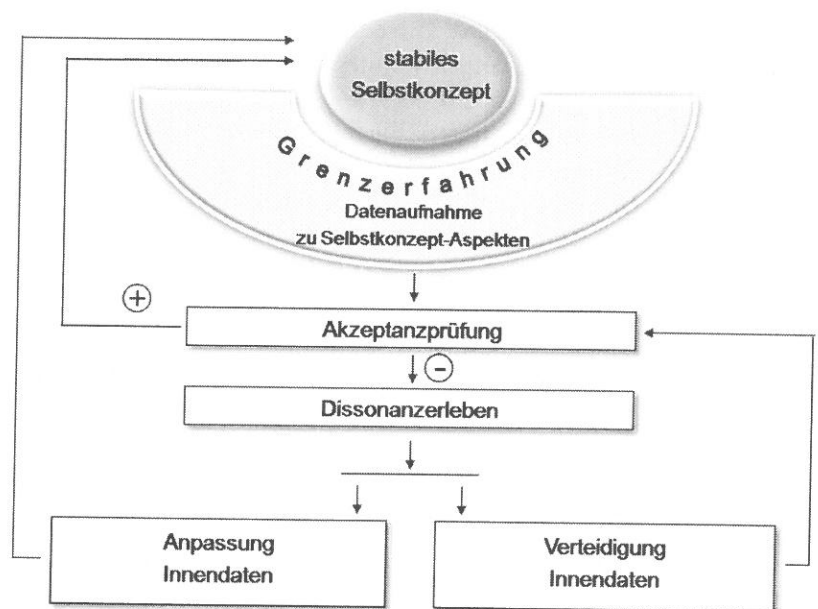 stabiles
Selbstkonzept
Grenzerfahrung
Datenaufnahme
zu Selbstkonzept-Aspekten
+
Akzeptanzprüfung
−
Dissonanzerleben
Anpassung
Innendaten
Verteidigung
Innendaten